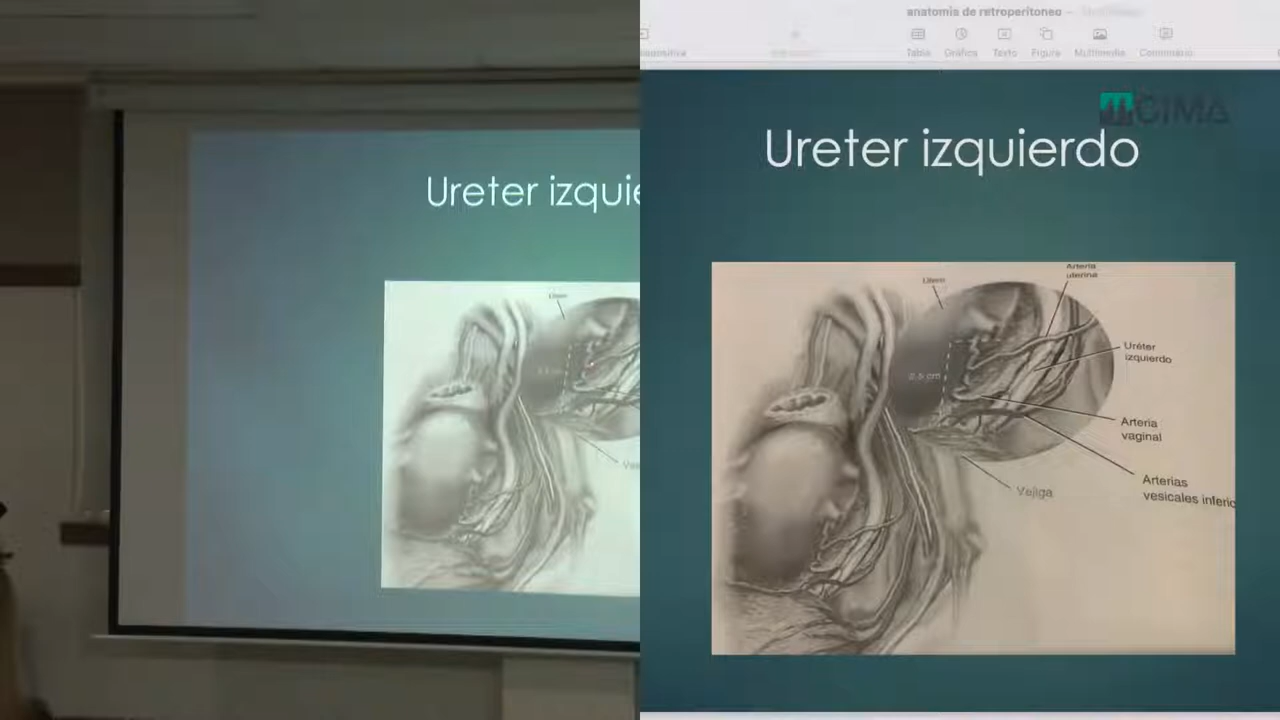 anatomia de retroperitoneo
Tabla Gráfica Texto Figura Multimedia Comentario
CIMA
Ureter izquie
Ureter izquierdo
Útero
Útero
Arteria
uterina
Uréter
izquierdo
2,5 cm
Arteria
vaginal
Arterias
vesicales inferio
Vejiga